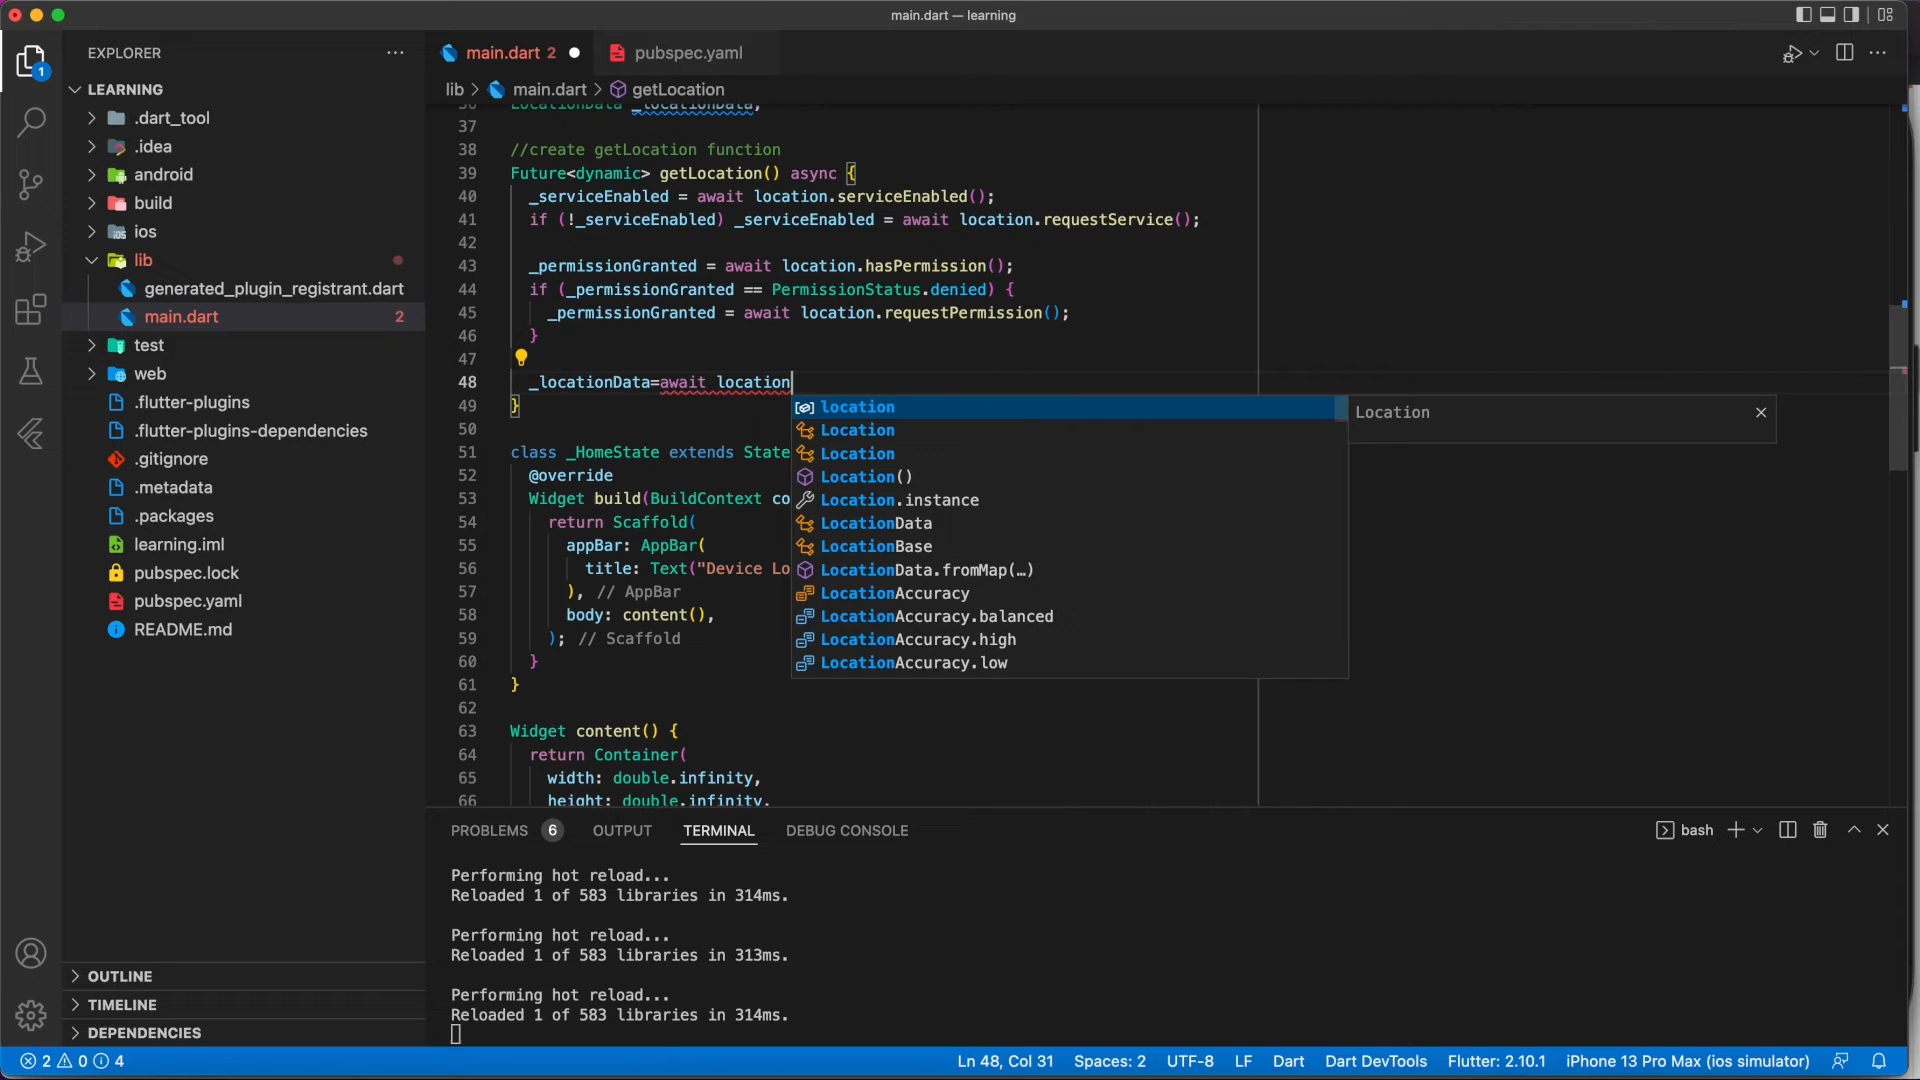 main.dart — learning
EXPLORER
LEARNING
.dart_tool
.idea
android
build
ios
lib
generated_plugin_registrant.dart
main.dart 2
test
web
.flutter-plugins
.flutter-plugins-dependencies
.gitignore
.metadata
.packages
learning.iml
pubspec.lock
pubspec.yaml
README.md
OUTLINE
TIMELINE
DEPENDENCIES
1
main.dart 2
pubspec.yaml
lib > main.dart > getLocation
36 LocationData _locationData;
37
38 //create getLocation function
39 Future<dynamic> getLocation() async {
40 _serviceEnabled = await location.serviceEnabled();
41 if (!_serviceEnabled) _serviceEnabled = await location.requestService();
42
43 _permissionGranted = await location.hasPermission();
44 if (_permissionGranted == PermissionStatus.denied) {
45 _permissionGranted = await location.requestPermission();
46 }
47
48 _locationData=await location
49 }
50
51 class _HomeState extends State
52 @override
53 Widget build(BuildContext co
54 return Scaffold(
55 appBar: AppBar(
56 title: Text("Device Lo
57 ), // AppBar
58 body: content(),
59 ); // Scaffold
60 }
61 }
62
63 Widget content() {
64 return Container(
65 width: double.infinity,
66 height: double.infinity,
location
Location
Location
Location()
Location.instance
LocationData
LocationBase
LocationData.fromMap(…)
LocationAccuracy
LocationAccuracy.balanced
LocationAccuracy.high
LocationAccuracy.low
Location
PROBLEMS 6 OUTPUT TERMINAL DEBUG CONSOLE
bash
Performing hot reload...
Reloaded 1 of 583 libraries in 314ms.
Performing hot reload...
Reloaded 1 of 583 libraries in 313ms.
Performing hot reload...
Reloaded 1 of 583 libraries in 314ms.
2 0 4
Ln 48, Col 31 Spaces: 2 UTF-8 LF Dart Dart DevTools Flutter: 2.10.1 iPhone 13 Pro Max (ios simulator)